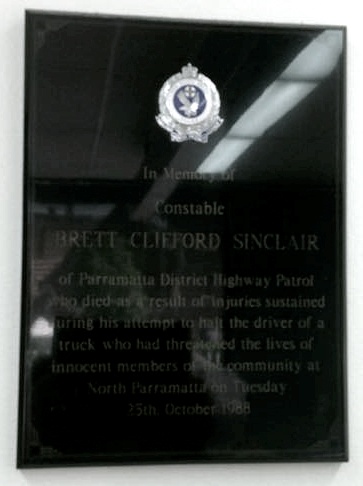 In Memory of
Constable
BRETT CLIFFORD SINCLAIR
of Parramatta District Highway Patrol
who died as a result of injuries sustained
during his attempt to halt the driver of a
truck who had threatened the lives of
innocent members of the community at
North Parramatta on Tuesday
25th, October 1988